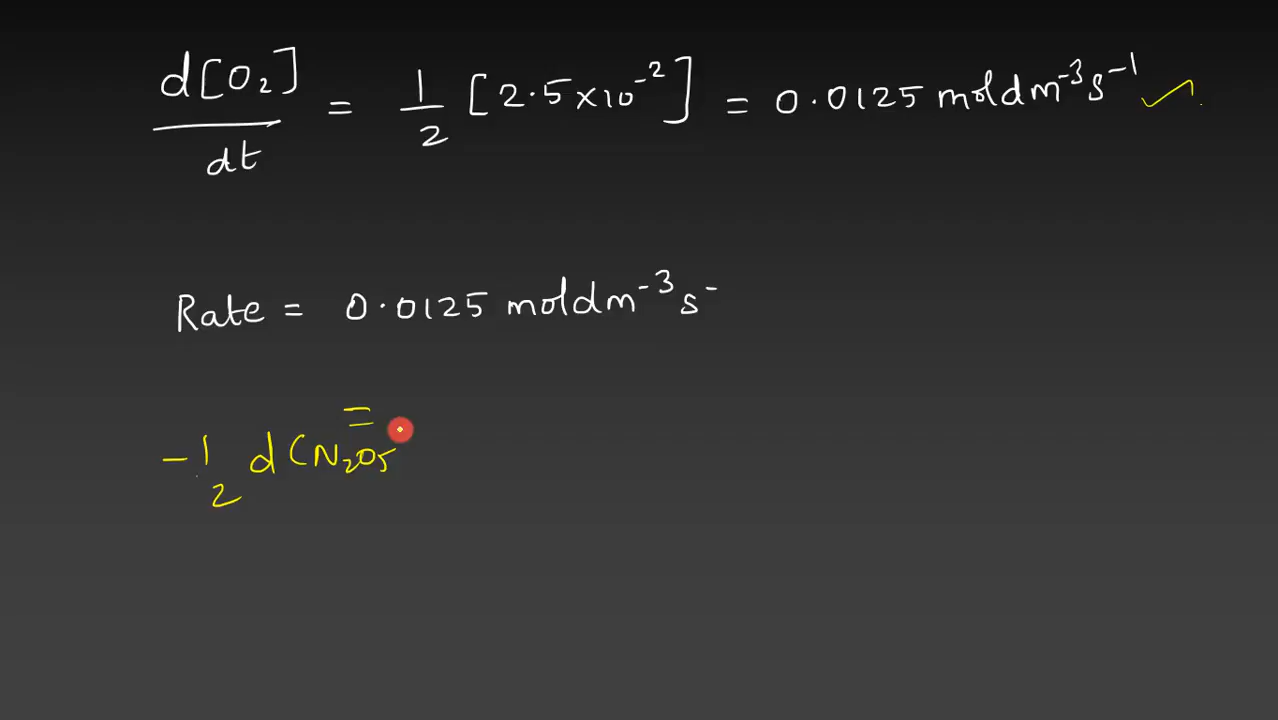 d[O₂]/dt = 1/2 [2.5×10⁻²] = 0.0125 moldm⁻³s⁻¹
Rate = 0.0125 moldm⁻³s⁻
=
-1/2 d(N₂O₅